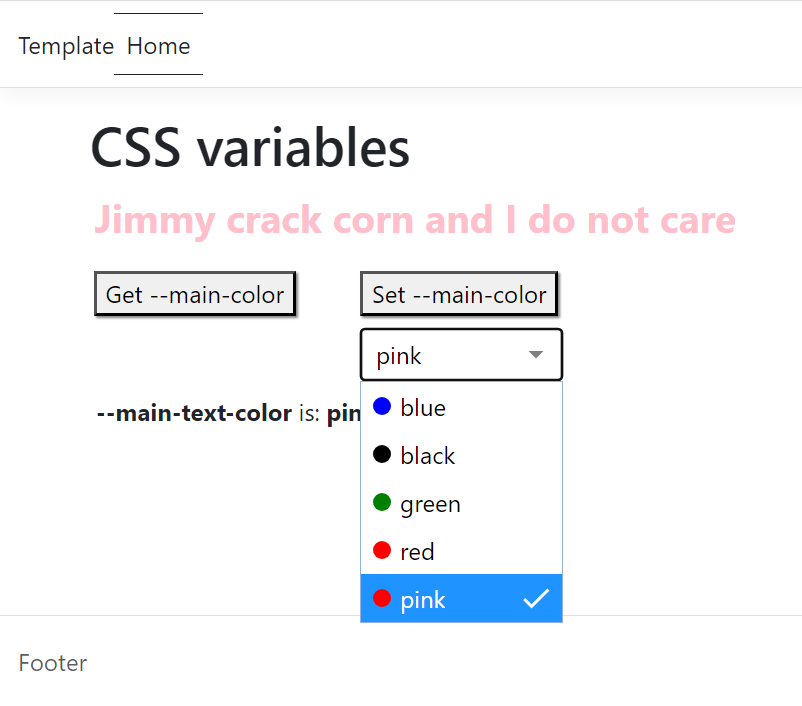 Template Home
CSS variables
Jimmy crack corn and I do not care
Get --main-color Set --main-color
pink
--main-text-color is: pin
blue
black
green
red
pink
Footer